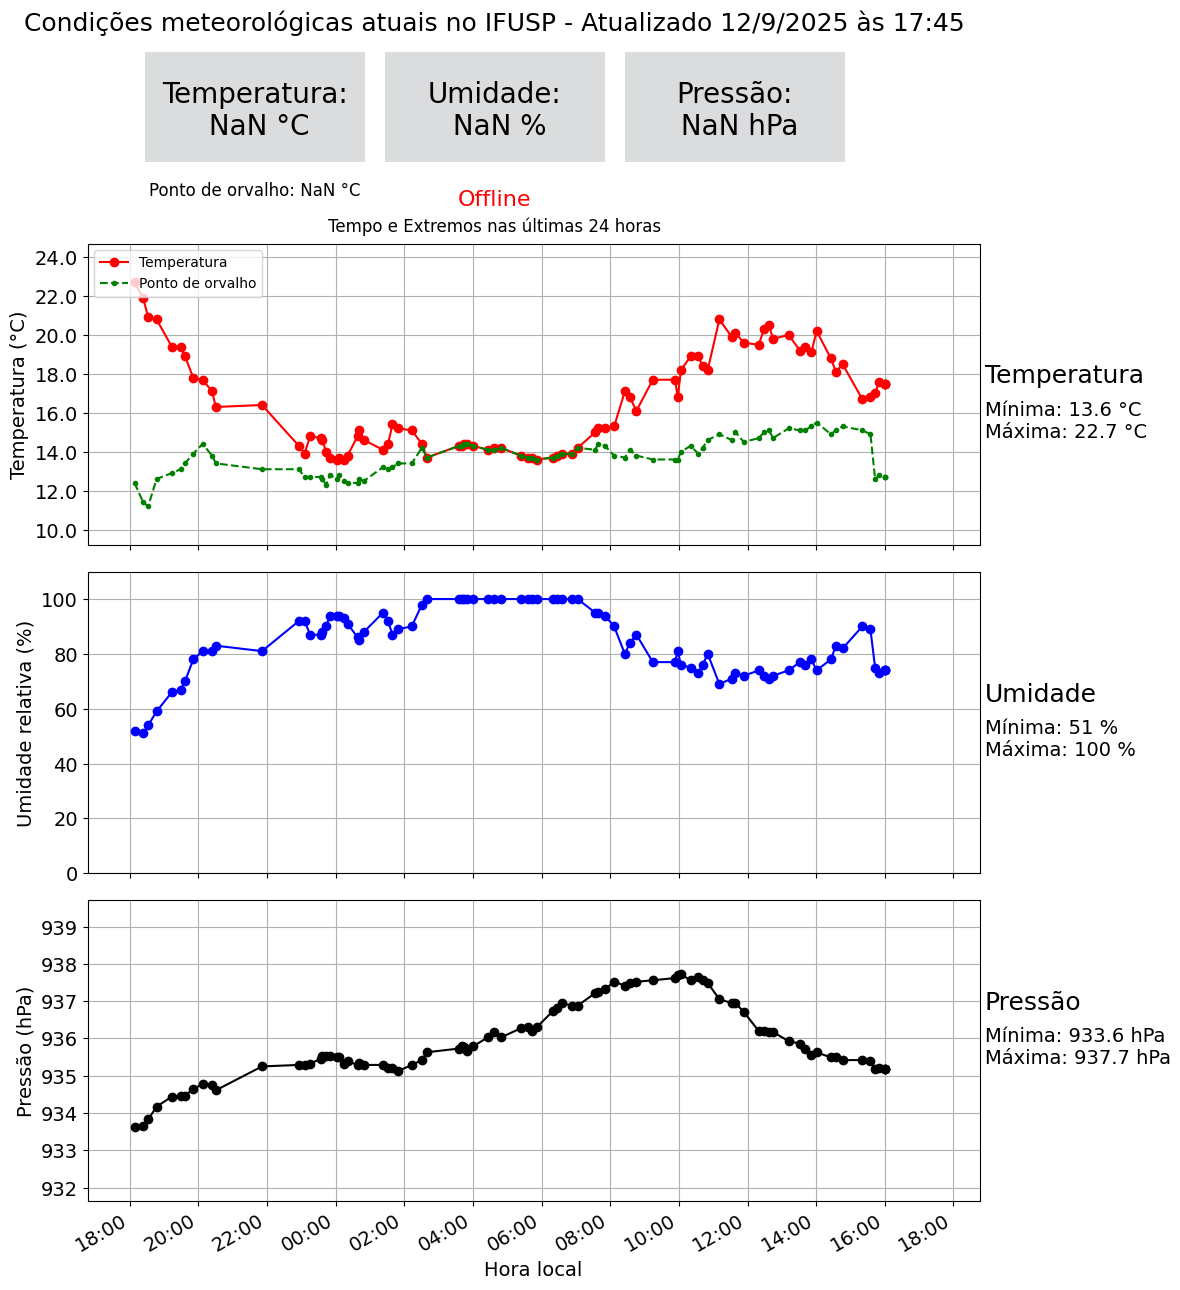 Condições meteorológicas atuais no IFUSP - Atualizado 12/9/2025 às 17:45
Temperatura:
NaN °C
Umidade:
NaN %
Pressão:
NaN hPa
Ponto de orvalho: NaN °C
Offline
Tempo e Extremos nas últimas 24 horas
Temperatura
Ponto de orvalho
Temperatura (°C)
24.0
22.0
20.0
18.0
16.0
14.0
12.0
10.0
Temperatura
Mínima: 13.6 °C
Máxima: 22.7 °C
Umidade relativa (%)
100
80
60
40
20
0
Umidade
Mínima: 51 %
Máxima: 100 %
Pressão (hPa)
939
938
937
936
935
934
933
932
Pressão
Mínima: 933.6 hPa
Máxima: 937.7 hPa
18:00 20:00 22:00 00:00 02:00 04:00 06:00 08:00 10:00 12:00 14:00 16:00 18:00
Hora local